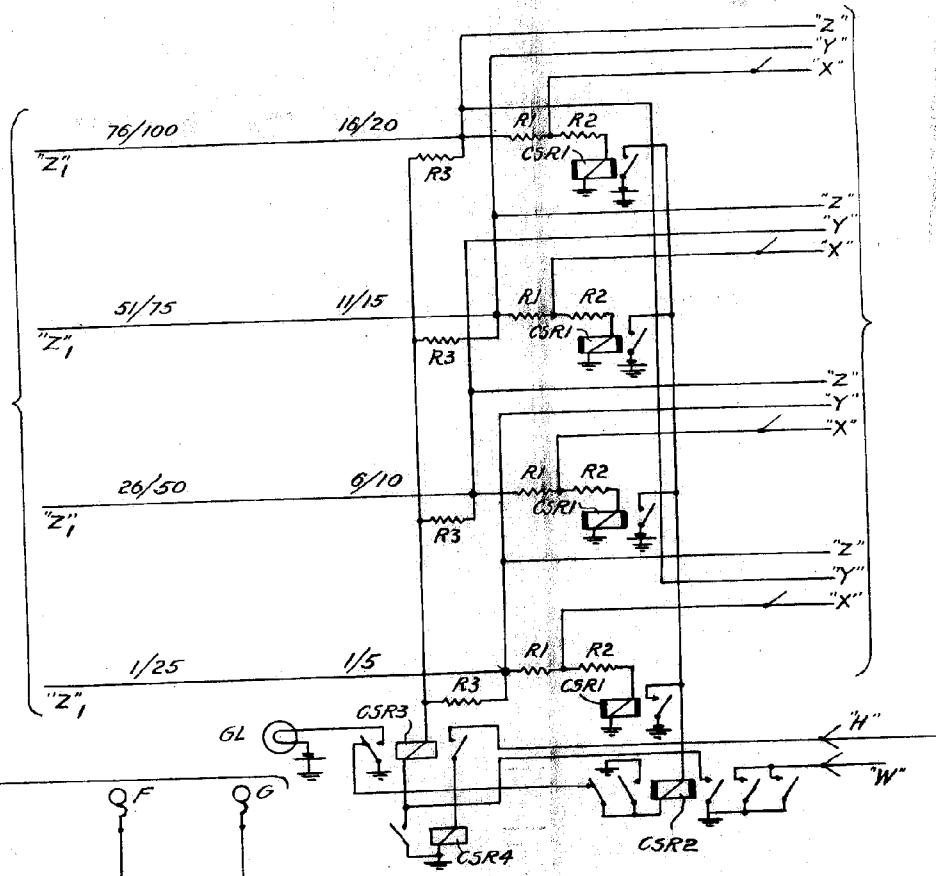 "Z"
"Y"
"X"
76/100 16/20 R1 R2
"Z"1 R3 CSR1
"Z"
"Y"
"X"
51/75 11/15 R1 R2
"Z"1 R3 CSR1
"Z"
"Y"
"X"
26/50 6/10 R1 R2
"Z"1 R3 CSR1
"Z"
"Y"
"X"
1/25 1/5 R1 R2
"Z"1 R3 CSR1
GL CSR3 "H"
"W"
F G
CSR4 CSR2